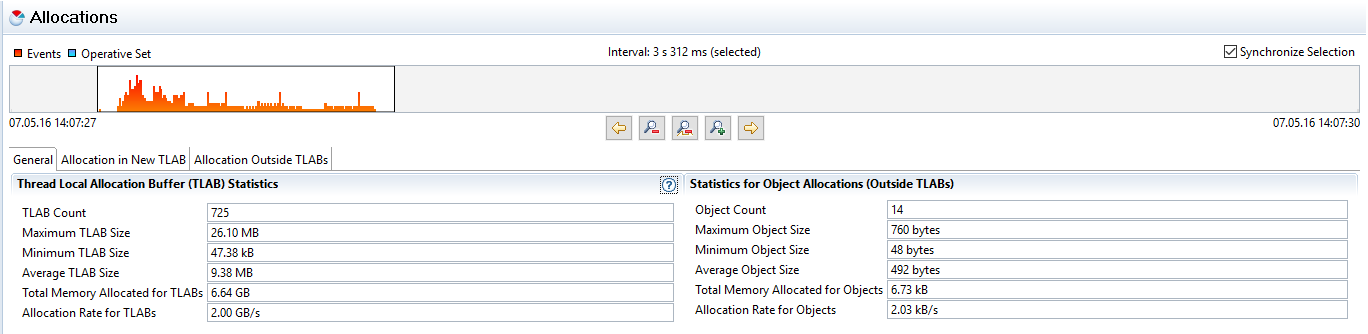 Allocations
Events Operative Set Interval: 3 s 312 ms (selected) Synchronize Selection
07.05.16 14:07:27 07.05.16 14:07:30
General Allocation in New TLAB Allocation Outside TLABs
Thread Local Allocation Buffer (TLAB) Statistics
TLAB Count 725
Maximum TLAB Size 26.10 MB
Minimum TLAB Size 47.38 kB
Average TLAB Size 9.38 MB
Total Memory Allocated for TLABs 6.64 GB
Allocation Rate for TLABs 2.00 GB/s
Statistics for Object Allocations (Outside TLABs)
Object Count 14
Maximum Object Size 760 bytes
Minimum Object Size 48 bytes
Average Object Size 492 bytes
Total Memory Allocated for Objects 6.73 kB
Allocation Rate for Objects 2.03 kB/s